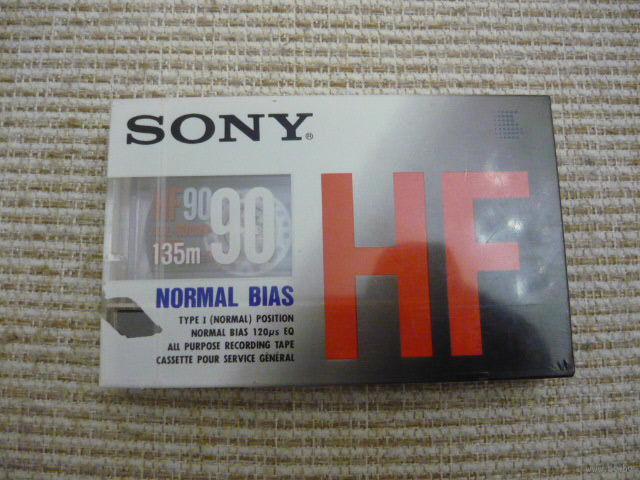 SONY®
HF90
90
135m
HF
NORMAL BIAS
TYPE I (NORMAL) POSITION
NORMAL BIAS 120µs EQ
ALL PURPOSE RECORDING TAPE
CASSETTE POUR SERVICE GÉNÉRAL